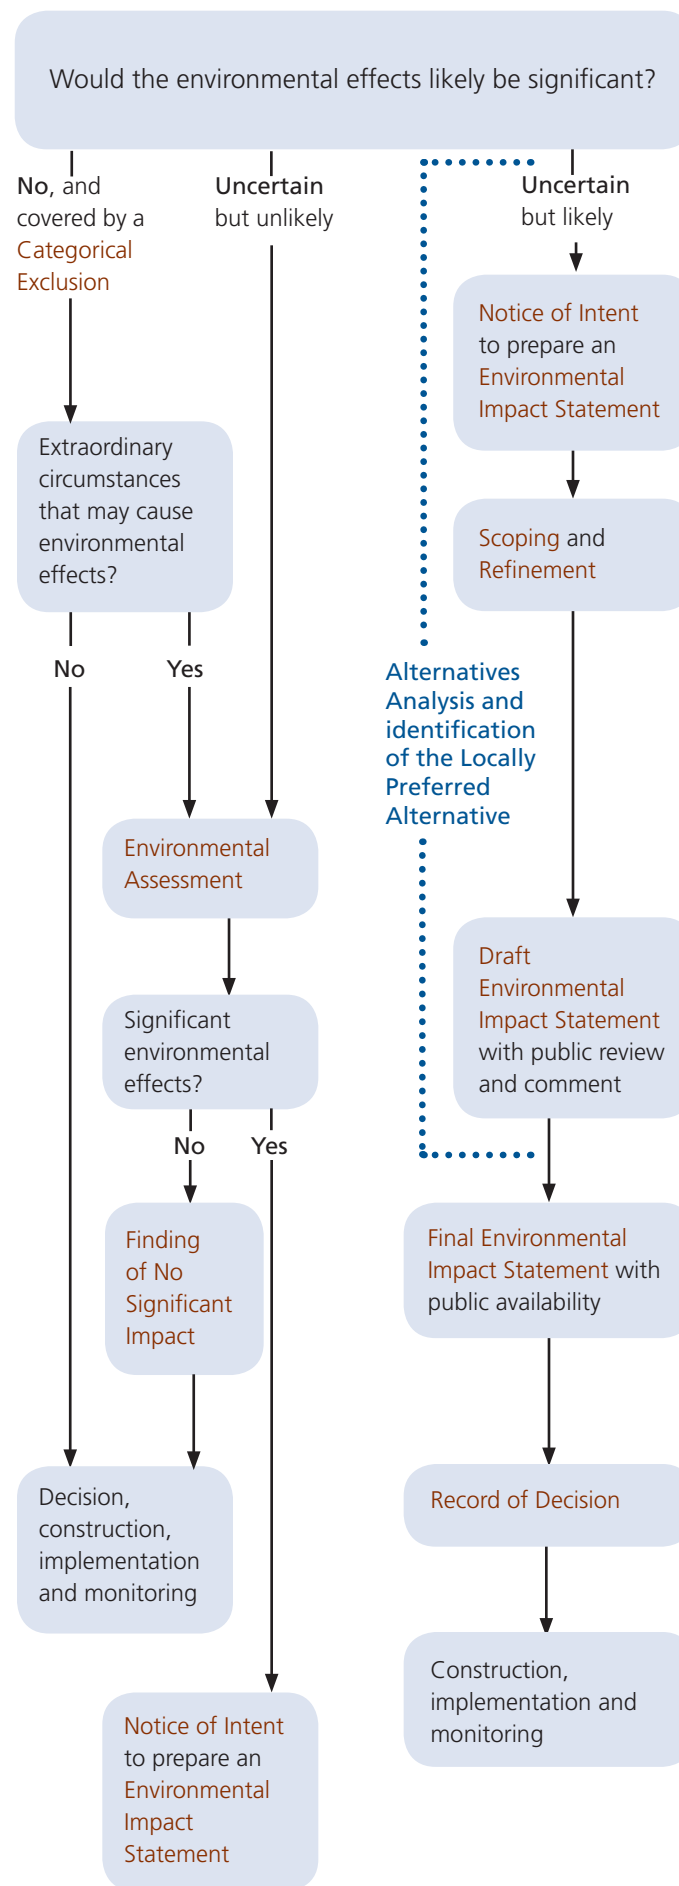 Would the environmental effects likely be significant?
No, and
covered by a
Categorical
Exclusion
Uncertain
but unlikely
Uncertain
but likely
Notice of Intent
to prepare an
Environmental
Impact Statement
Extraordinary
circumstances
that may cause
environmental
effects?
Scoping and
Refinement
No
Yes
Alternatives
Analysis and
identification
of the Locally
Preferred
Alternative
Environmental
Assessment
Draft
Environmental
Impact Statement
with public review
and comment
Significant
environmental
effects?
No
Yes
Finding
of No
Significant
Impact
Final Environmental
Impact Statement with
public availability
Decision,
construction,
implementation
and monitoring
Record of Decision
Construction,
implementation and
monitoring
Notice of Intent
to prepare an
Environmental
Impact
Statement